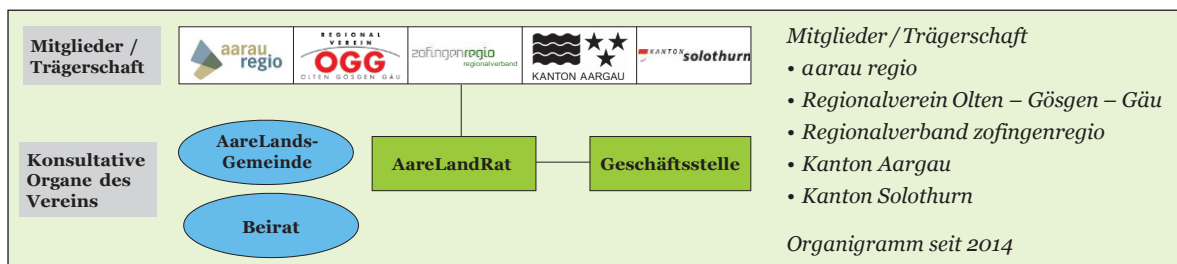 Mitglieder /
Trägerschaft
aarau
regio
REGIONAL
VEREIN
OGG
OLTEN GÖSGEN GÄU
zofingenregio
regionalverband
KANTON AARGAU
KANTON
solothurn
AareLands-
Gemeinde
Konsultative
Organe des
Vereins
AareLandRat
Geschäftsstelle
Beirat
Mitglieder / Trägerschaft
• aarau regio
• Regionalverein Olten – Gösgen – Gäu
• Regionalverband zofingenregio
• Kanton Aargau
• Kanton Solothurn
Organigramm seit 2014